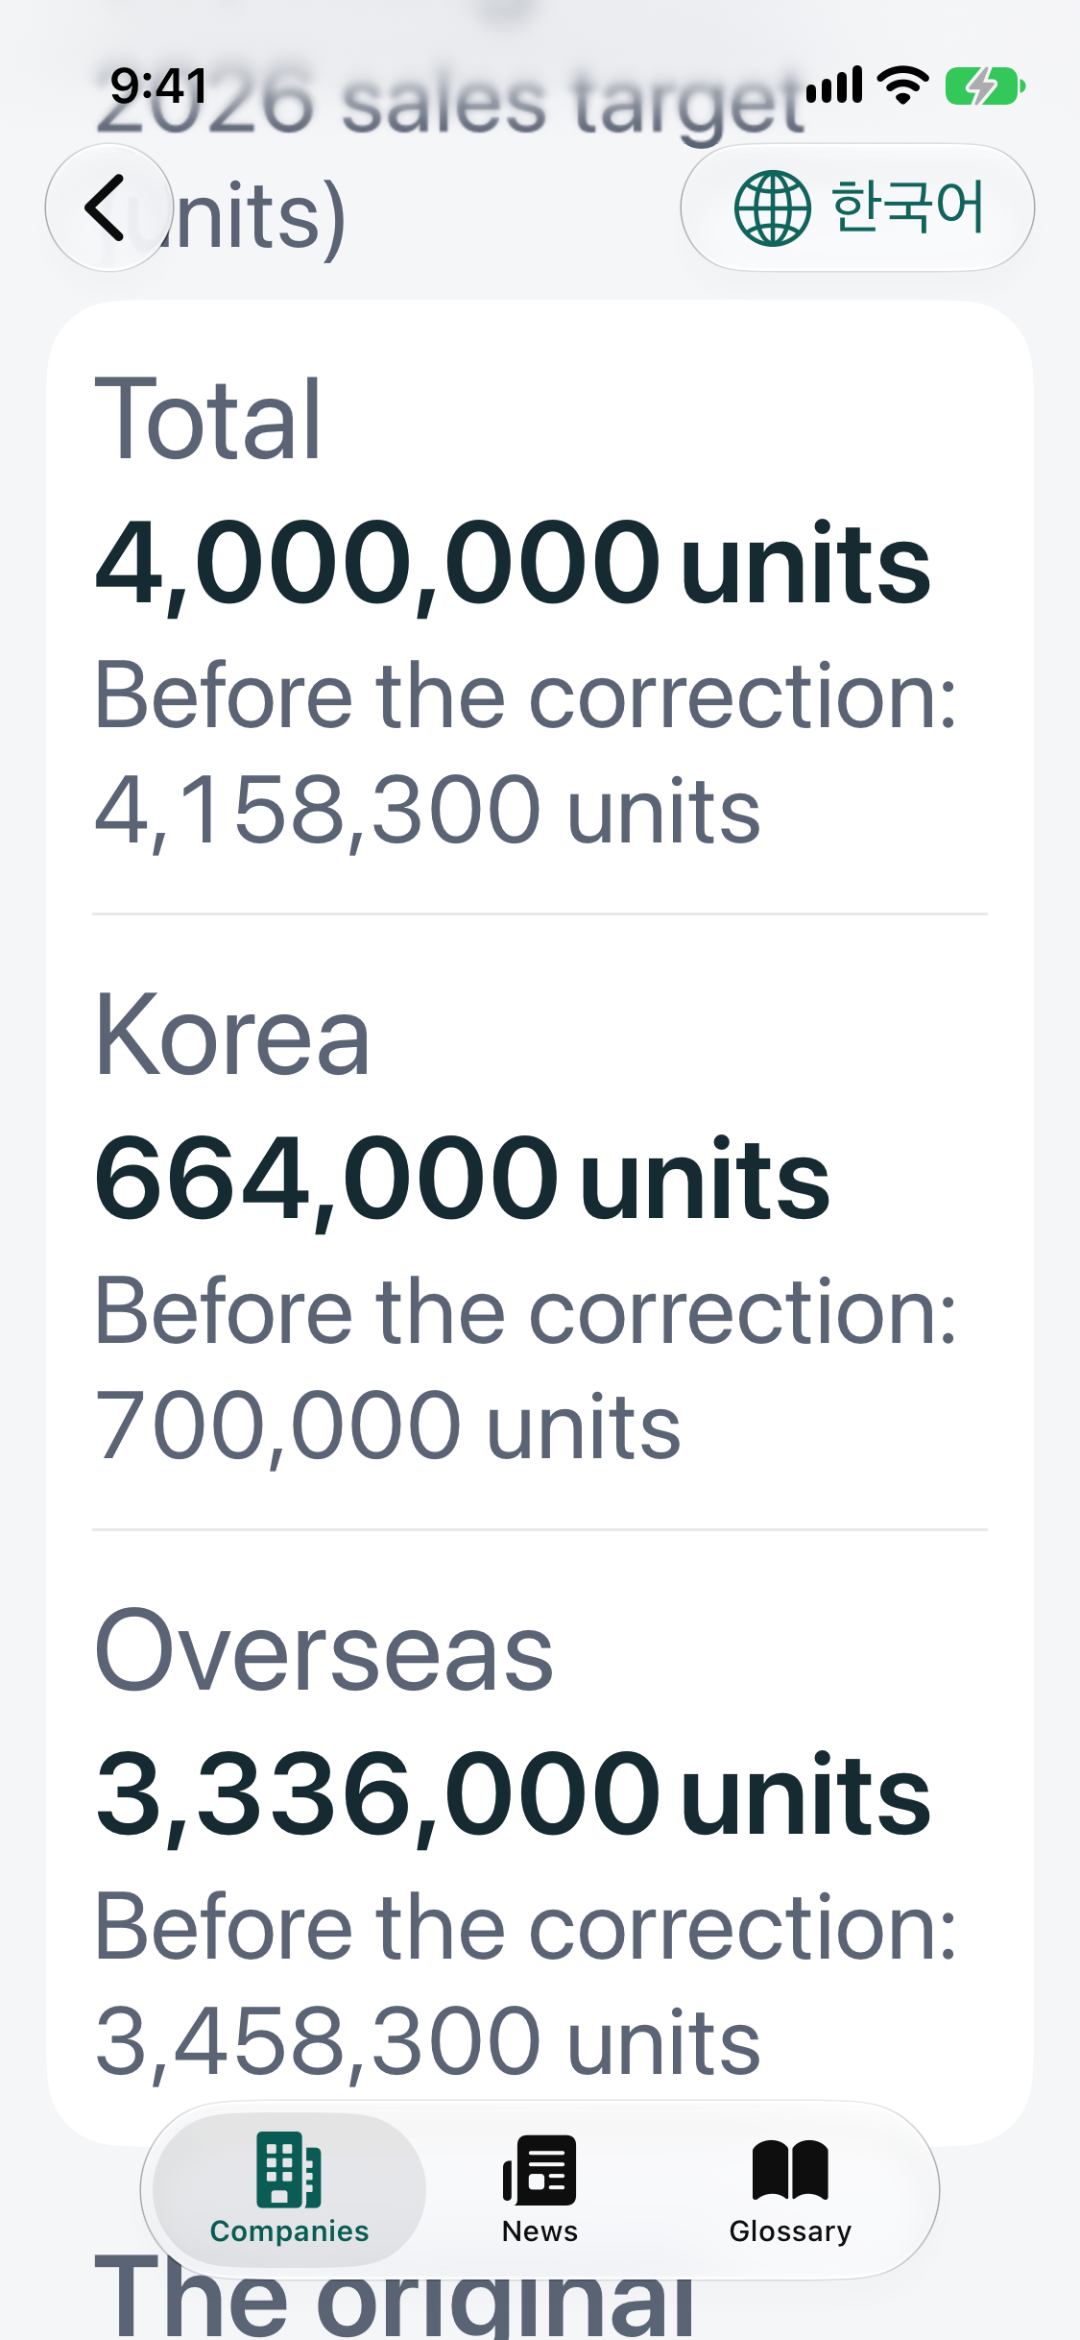 9:41
2026 sales target
units)
한국어
Total
4,000,000 units
Before the correction:
4,158,300 units
Korea
664,000 units
Before the correction:
700,000 units
Overseas
3,336,000 units
Before the correction:
3,458,300 units
Companies
News
Glossary
The original